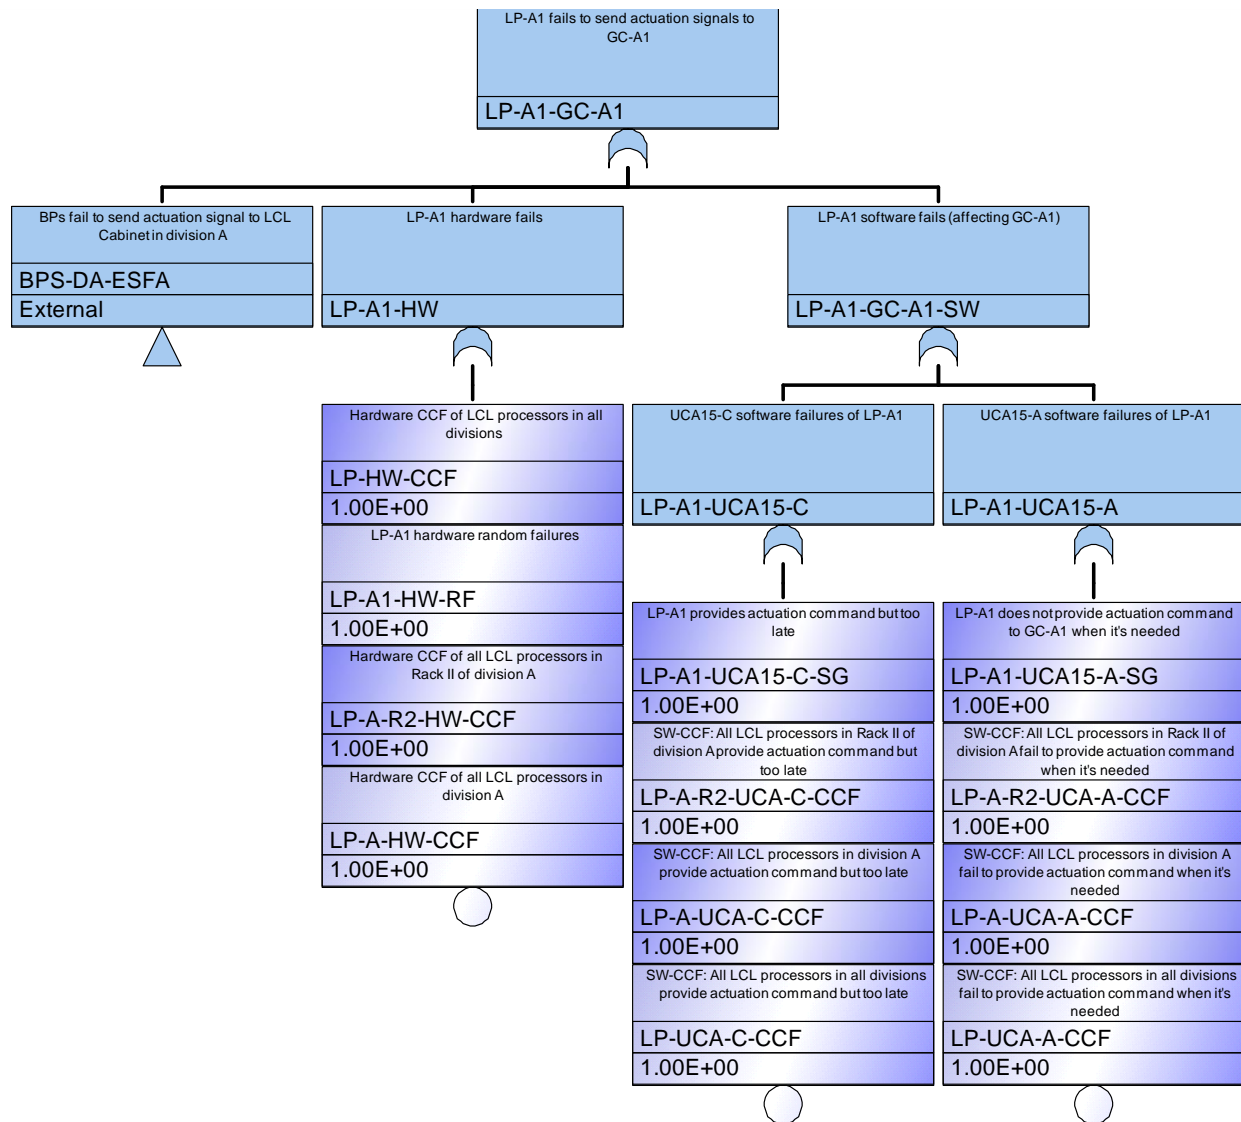 LP-A1 fails to send actuation signals to
GC-A1
LP-A1-GC-A1
BPs fail to send actuation signal to LCL
Cabinet in division A
BPS-DA-ESFA
External
LP-A1 hardware fails
LP-A1-HW
LP-A1 software fails (affecting GC-A1)
LP-A1-GC-A1-SW
Hardware CCF of LCL processors in all
divisions
LP-HW-CCF
1.00E+00
LP-A1 hardware random failures
LP-A1-HW-RF
1.00E+00
Hardware CCF of all LCL processors in
Rack II of division A
LP-A-R2-HW-CCF
1.00E+00
Hardware CCF of all LCL processors in
division A
LP-A-HW-CCF
1.00E+00
UCA15-C software failures of LP-A1
LP-A1-UCA15-C
LP-A1 provides actuation command but too
late
LP-A1-UCA15-C-SG
1.00E+00
SW-CCF: All LCL processors in Rack II of
division A provide actuation command but
too late
LP-A-R2-UCA-C-CCF
1.00E+00
SW-CCF: All LCL processors in division A
provide actuation command but too late
LP-A-UCA-C-CCF
1.00E+00
SW-CCF: All LCL processors in all divisions
provide actuation command but too late
LP-UCA-C-CCF
1.00E+00
UCA15-A software failures of LP-A1
LP-A1-UCA15-A
LP-A1 does not provide actuation command
to GC-A1 when it's needed
LP-A1-UCA15-A-SG
1.00E+00
SW-CCF: All LCL processors in Rack II of
division A fail to provide actuation command
when it's needed
LP-A-R2-UCA-A-CCF
1.00E+00
SW-CCF: All LCL processors in division A
fail to provide actuation command when it's
needed
LP-A-UCA-A-CCF
1.00E+00
SW-CCF: All LCL processors in all divisions
fail to provide actuation command when it's
needed
LP-UCA-A-CCF
1.00E+00